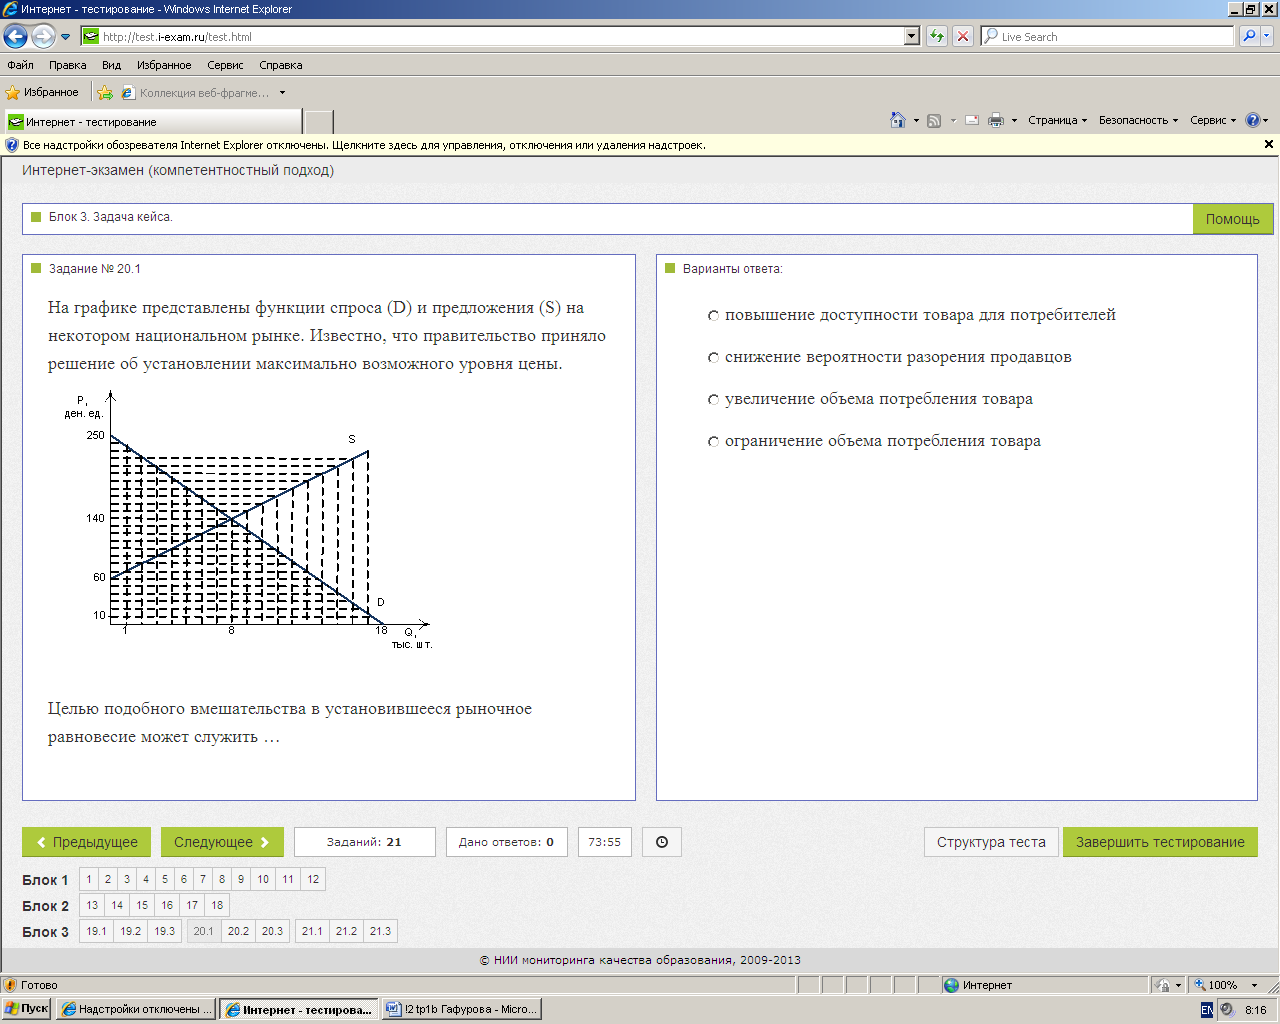 Интернет - тестирование - Windows Internet Explorer
http://test.i-exam.ru/test.html
Live Search
Файл Правка Вид Избранное Сервис Справка
Избранное Коллекция веб-фрагме...
Интернет - тестирование
Страница Безопасность Сервис
Все надстройки обозревателя Internet Explorer отключены. Щелкните здесь для управления, отключения или удаления надстроек.
Интернет-экзамен (компетентностный подход)
Блок 3. Задача кейса.
Помощь
Задание № 20.1
На графике представлены функции спроса (D) и предложения (S) на
некотором национальном рынке. Известно, что правительство приняло
решение об установлении максимально возможного уровня цены.
P,
ден. ед.
250
S
140
60
D
10
1 8 18 Q,
тыс. шт.
Целью подобного вмешательства в установившееся рыночное
равновесие может служить …
Варианты ответа:
повышение доступности товара для потребителей
снижение вероятности разорения продавцов
увеличение объема потребления товара
ограничение объема потребления товара
Предыдущее Следующее Заданий: 21 Дано ответов: 0 73:55 Структура теста Завершить тестирование
Блок 1 1 2 3 4 5 6 7 8 9 10 11 12
Блок 2 13 14 15 16 17 18
Блок 3 19.1 19.2 19.3 20.1 20.2 20.3 21.1 21.2 21.3
© НИИ мониторинга качества образования, 2009-2013
Готово Интернет 100%
Пуск Надстройки отключены ... Интернет - тестирова... !2 tp1b Гафурова - Micro... EN 8:16